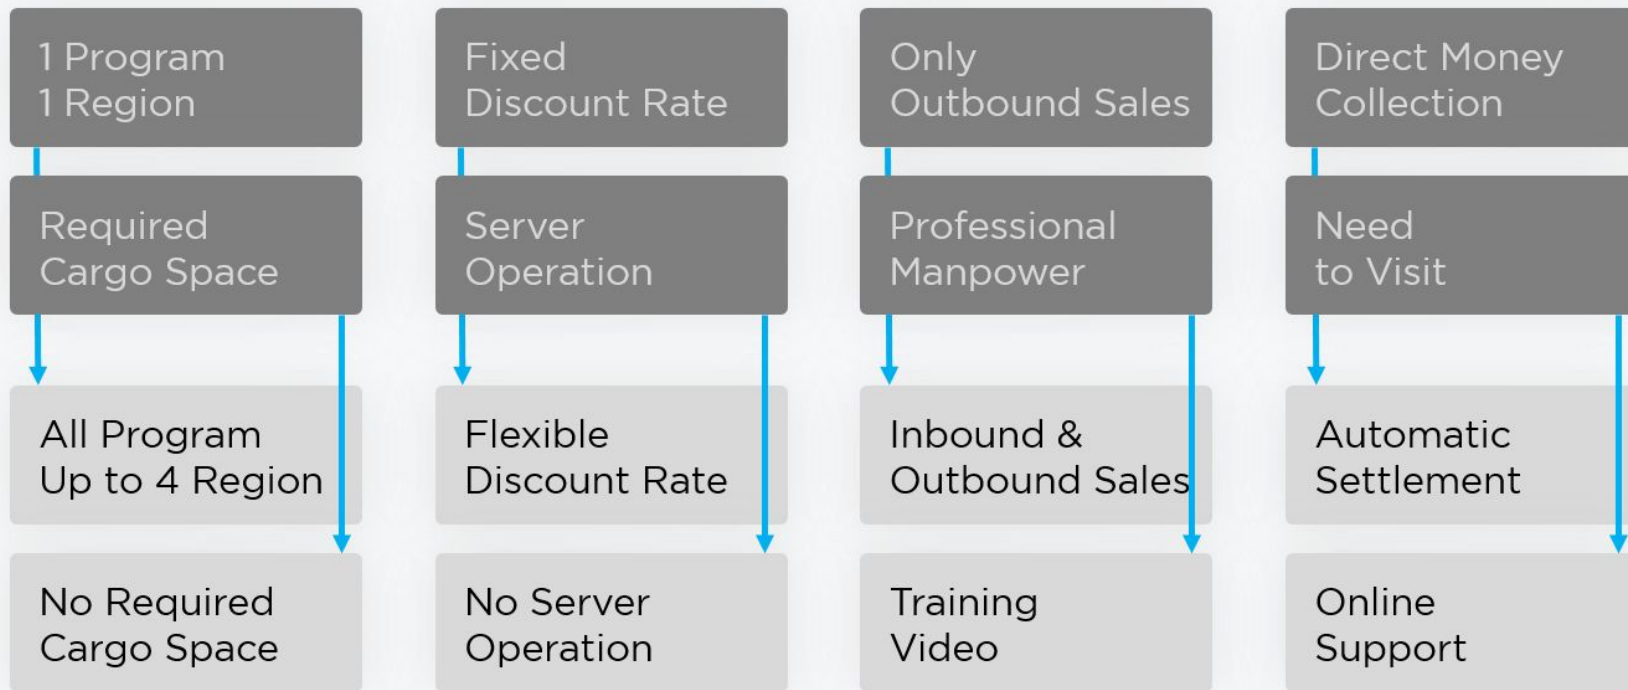 1 Program
1 Region
Fixed
Discount Rate
Only
Outbound Sales
Direct Money
Collection
Required
Cargo Space
Server
Operation
Professional
Manpower
Need
to Visit
All Program
Up to 4 Region
Flexible
Discount Rate
Inbound &
Outbound Sales
Automatic
Settlement
No Required
Cargo Space
No Server
Operation
Training
Video
Online
Support